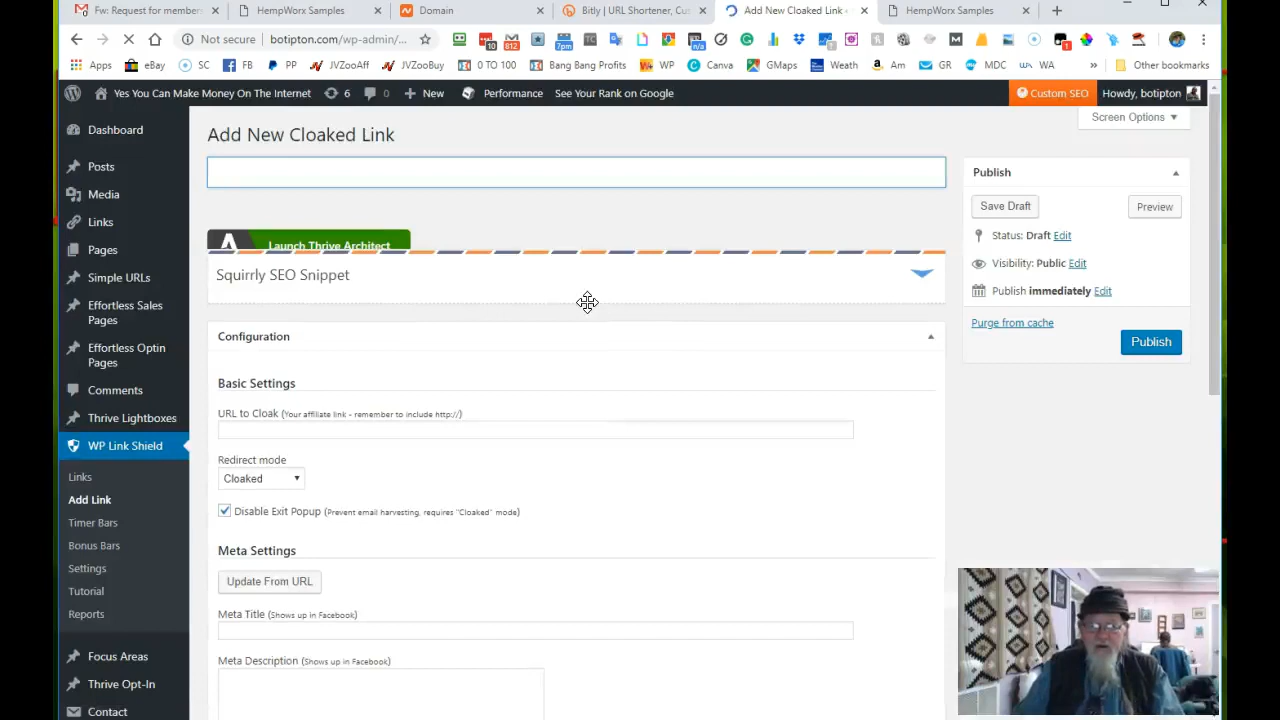 Fw: Request for member
HempWorx Samples
Domain
Bitly | URL Shortener, Cus
Add New Cloaked Link ‹
HempWorx Samples
Not secure botipton.com/wp-admin/...
10
812
7pm
n/a
1
Apps eBay SC FB PP JVZooAff JVZooBuy 0 TO 100 Bang Bang Profits WP Canva GMaps Weath Am GR MDC WA » Other bookmarks
Yes You Can Make Money On The Internet 6 0 New Performance See Your Rank on Google Custom SEO Howdy, botipton
Screen Options
Dashboard
Posts
Media
Links
Pages
Simple URLs
Effortless Sales
Pages
Effortless Optin
Pages
Comments
Thrive Lightboxes
WP Link Shield
Links
Add Link
Timer Bars
Bonus Bars
Settings
Tutorial
Reports
Focus Areas
Thrive Opt-In
Contact
Add New Cloaked Link
Launch Thrive Architect
Squirrly SEO Snippet
Configuration
Basic Settings
URL to Cloak (Your affiliate link - remember to include http://)
Redirect mode
Cloaked
Disable Exit Popup (Prevent email harvesting, requires "Cloaked" mode)
Meta Settings
Update From URL
Meta Title (Shows up in Facebook)
Meta Description (Shows up in Facebook)
Publish
Save Draft Preview
Status: Draft Edit
Visibility: Public Edit
Publish immediately Edit
Purge from cache
Publish